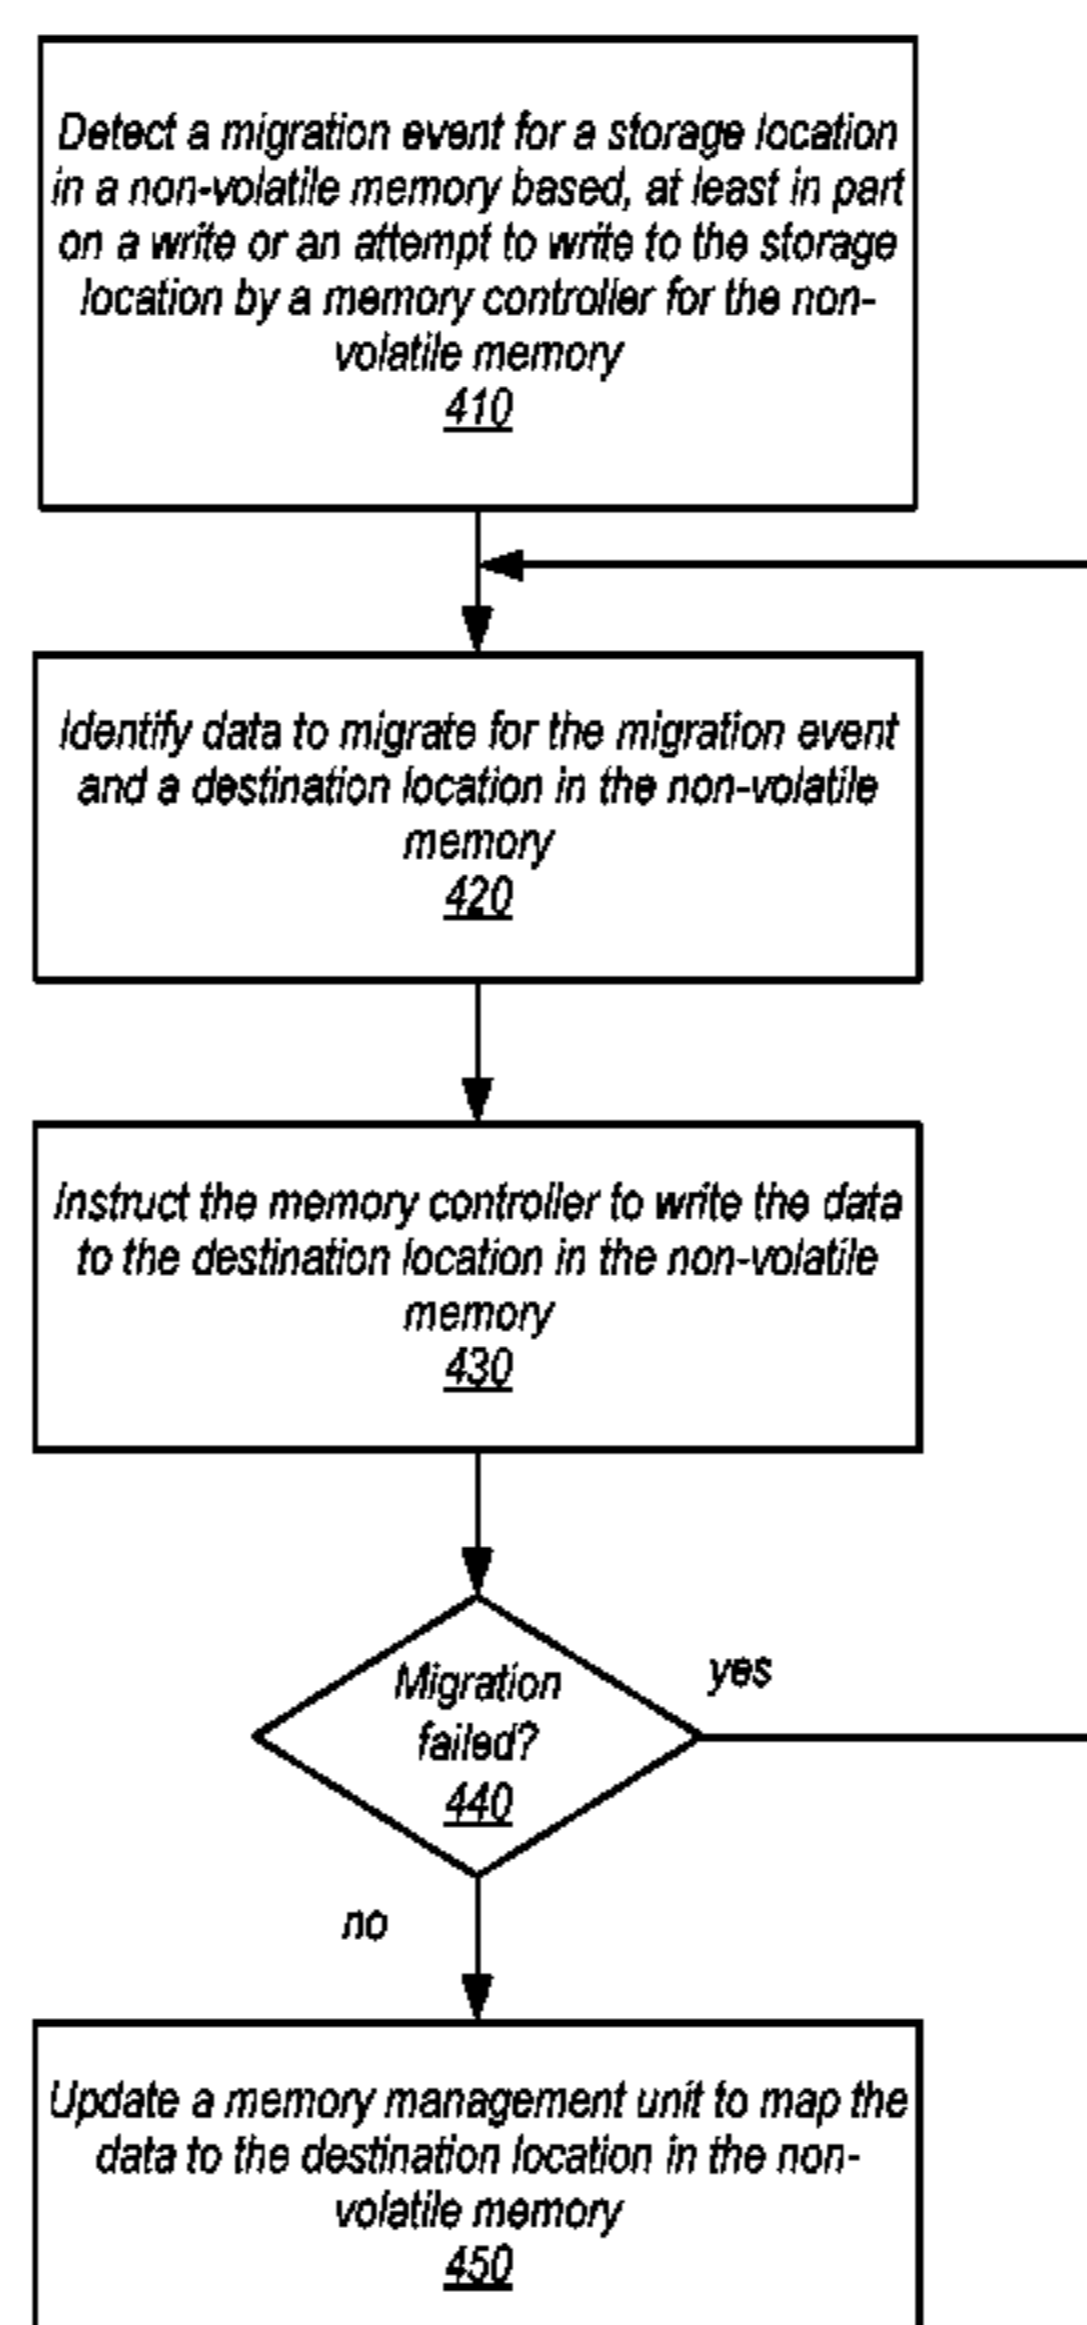 Detect a migration event for a storage location
in a non-volatile memory based, at least in part
on a write or an attempt to write to the storage
location by a memory controller for the non-
volatile memory
410
Identify data to migrate for the migration event
and a destination location in the non-volatile
memory
420
Instruct the memory controller to write the data
to the destination location in the non-volatile
memory
430
Migration
failed?
440
yes
no
Update a memory management unit to map the
data to the destination location in the non-
volatile memory
450